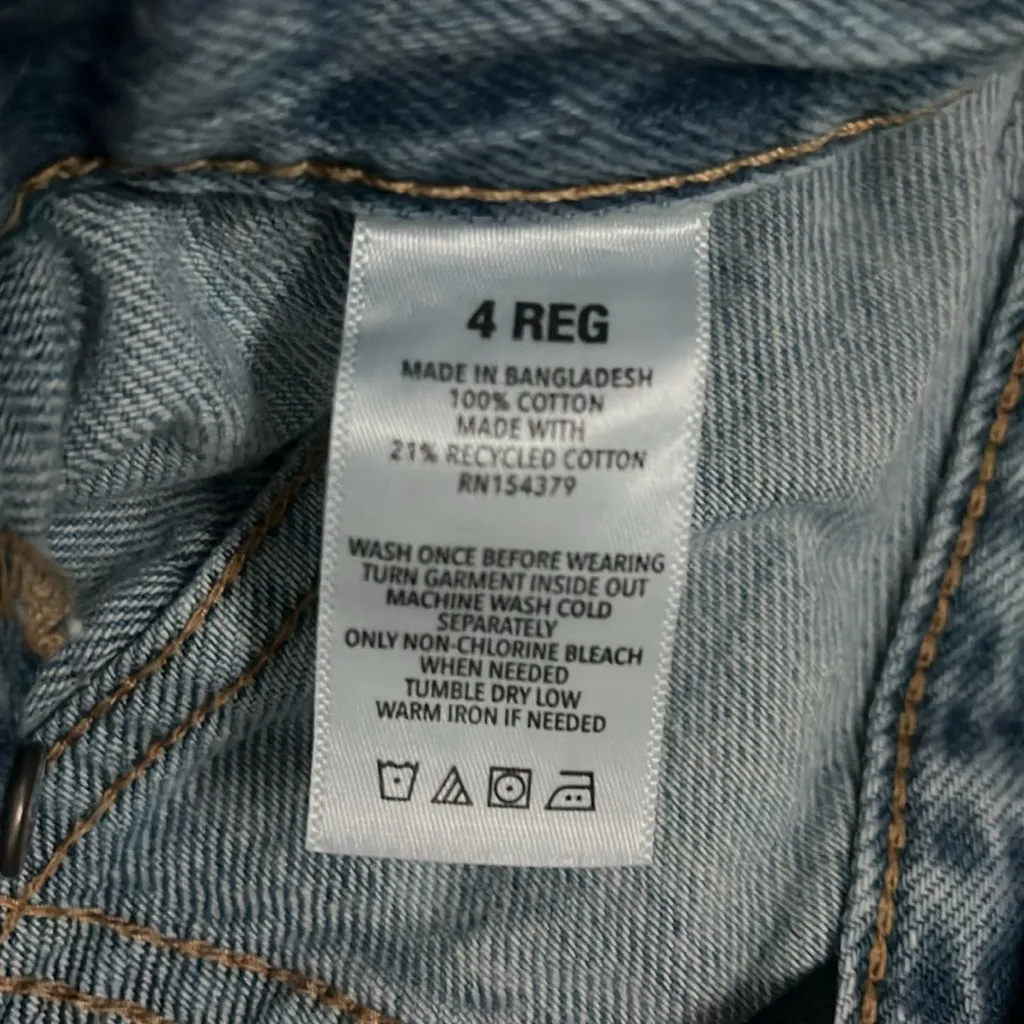 4 REG
MADE IN BANGLADESH
100% COTTON
MADE WITH
21% RECYCLED COTTON
RN154379
WASH ONCE BEFORE WEARING
TURN GARMENT INSIDE OUT
MACHINE WASH COLD
SEPARATELY
ONLY NON-CHLORINE BLEACH
WHEN NEEDED
TUMBLE DRY LOW
WARM IRON IF NEEDED